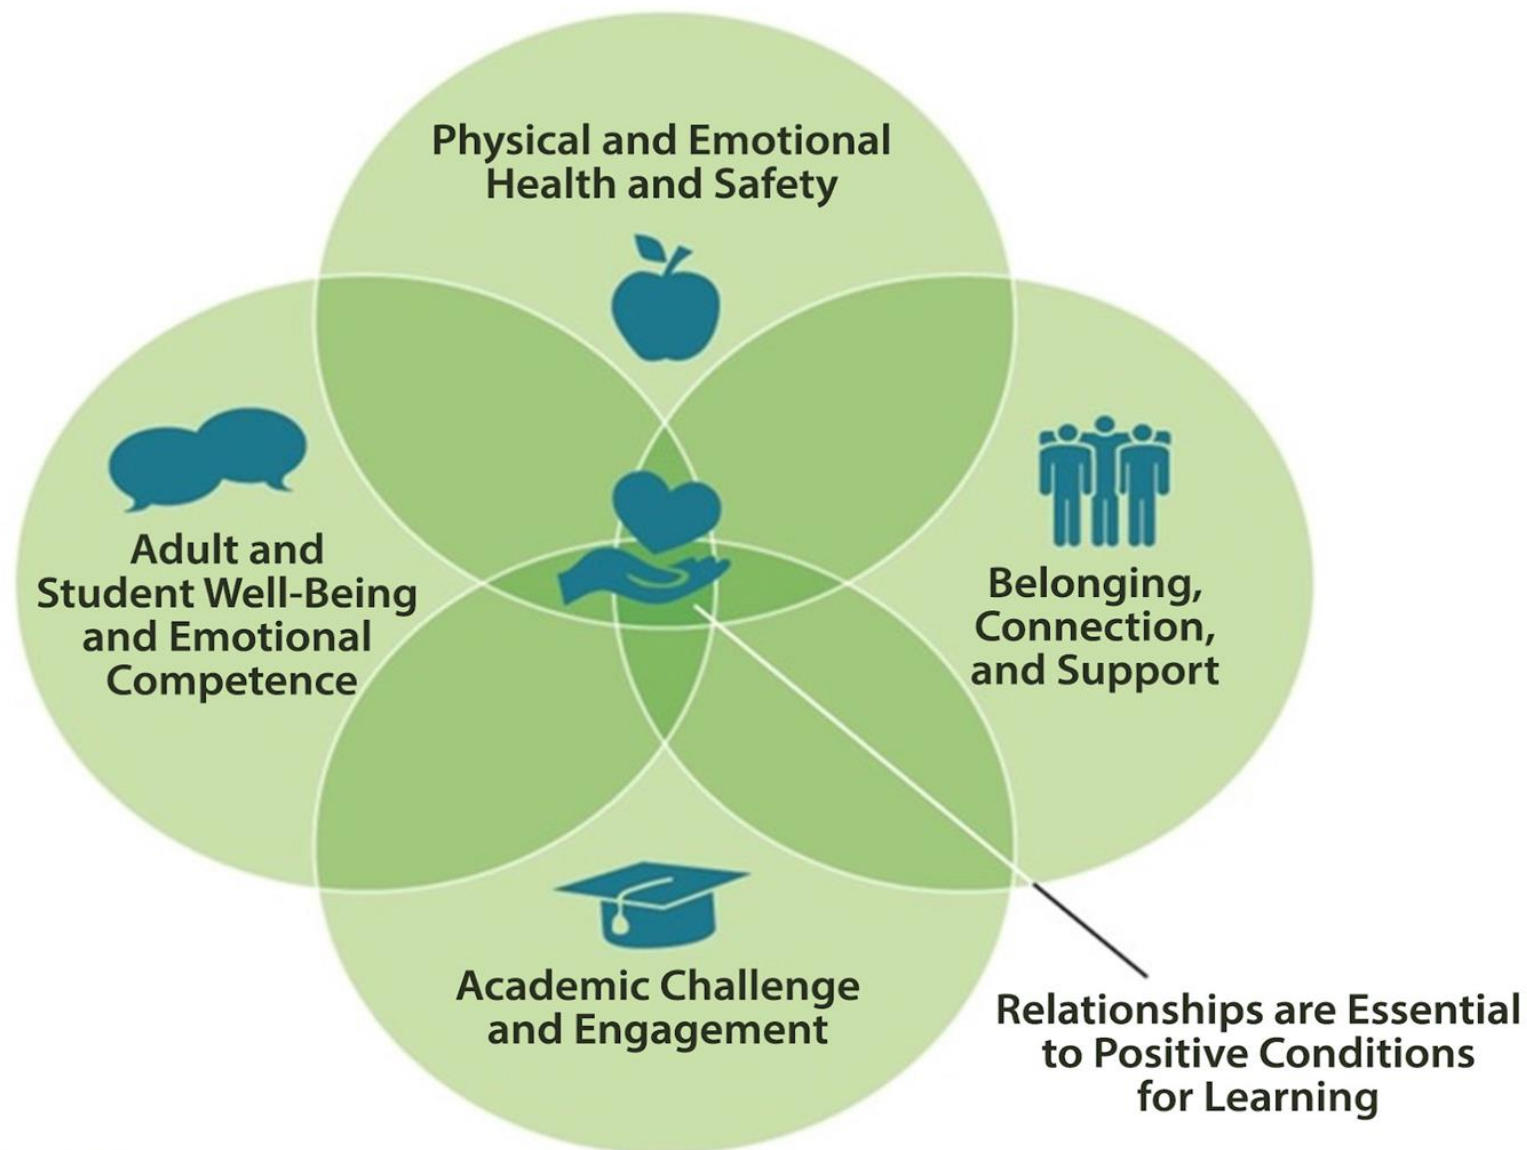 Physical and Emotional
Health and Safety
Adult and
Student Well-Being
and Emotional
Competence
Belonging,
Connection,
and Support
Academic Challenge
and Engagement
Relationships are Essential
to Positive Conditions
for Learning